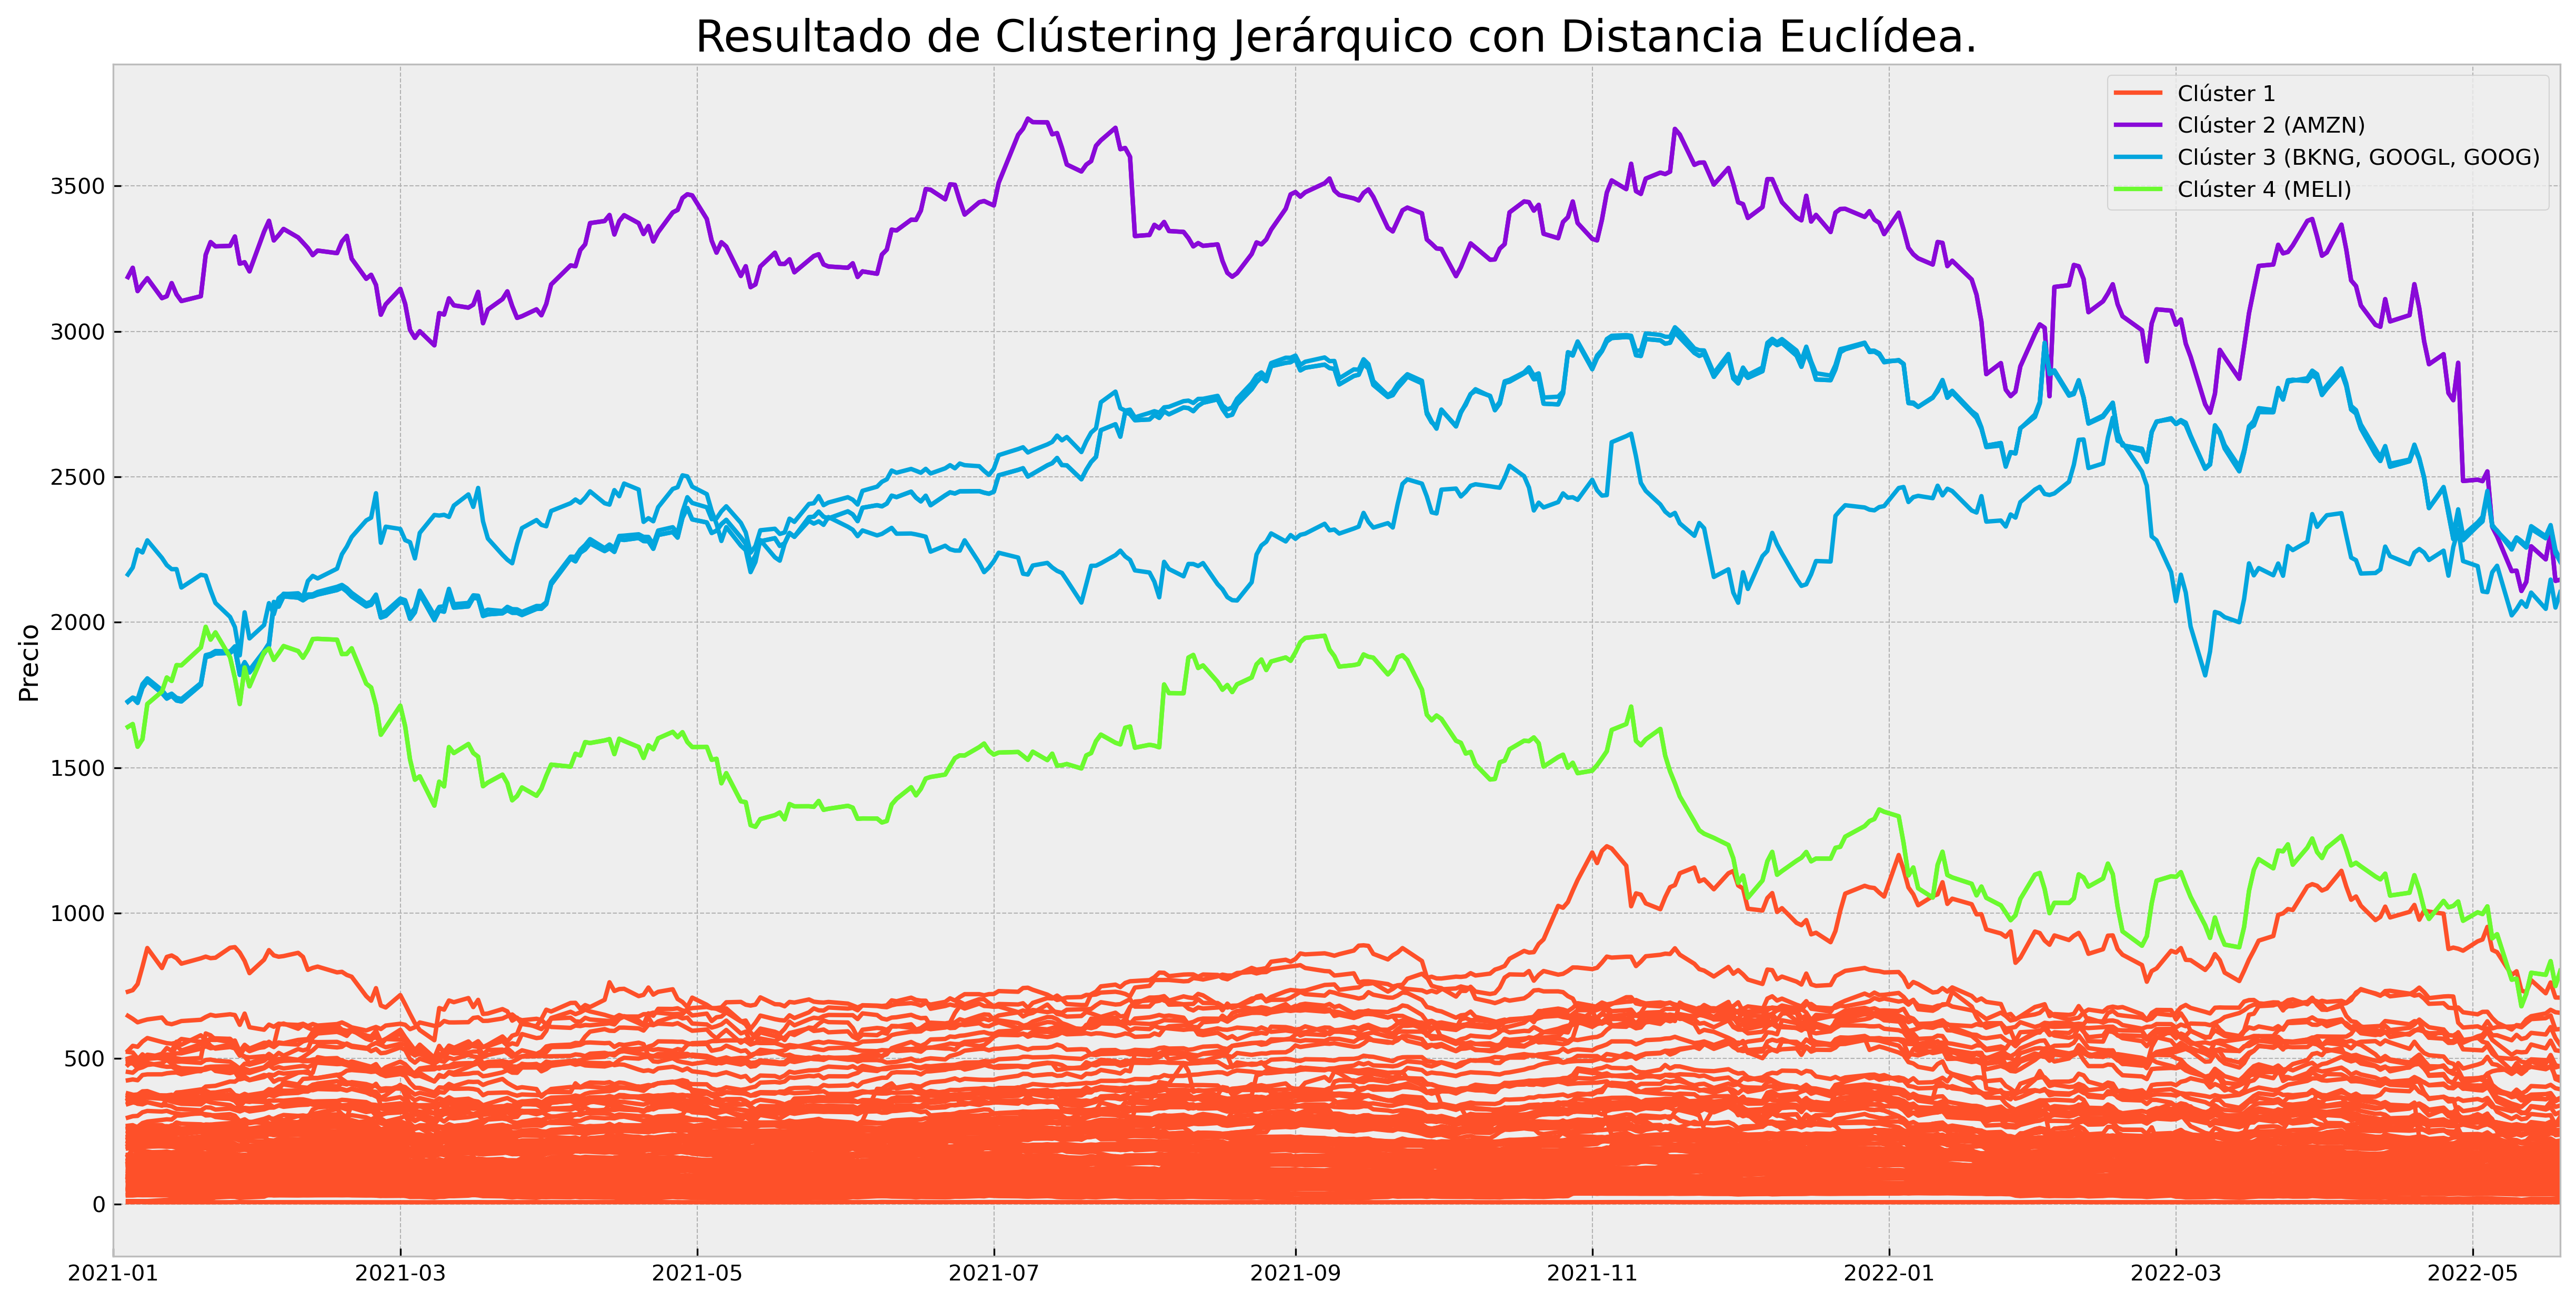 Resultado de Clústering Jerárquico con Distancia Euclídea.
Clúster 1
Clúster 2 (AMZN)
Clúster 3 (BKNG, GOOGL, GOOG)
Clúster 4 (MELI)
3500
3000
2500
2000
1500
1000
500
0
Precio
2021-01
2021-03
2021-05
2021-07
2021-09
2021-11
2022-01
2022-03
2022-05